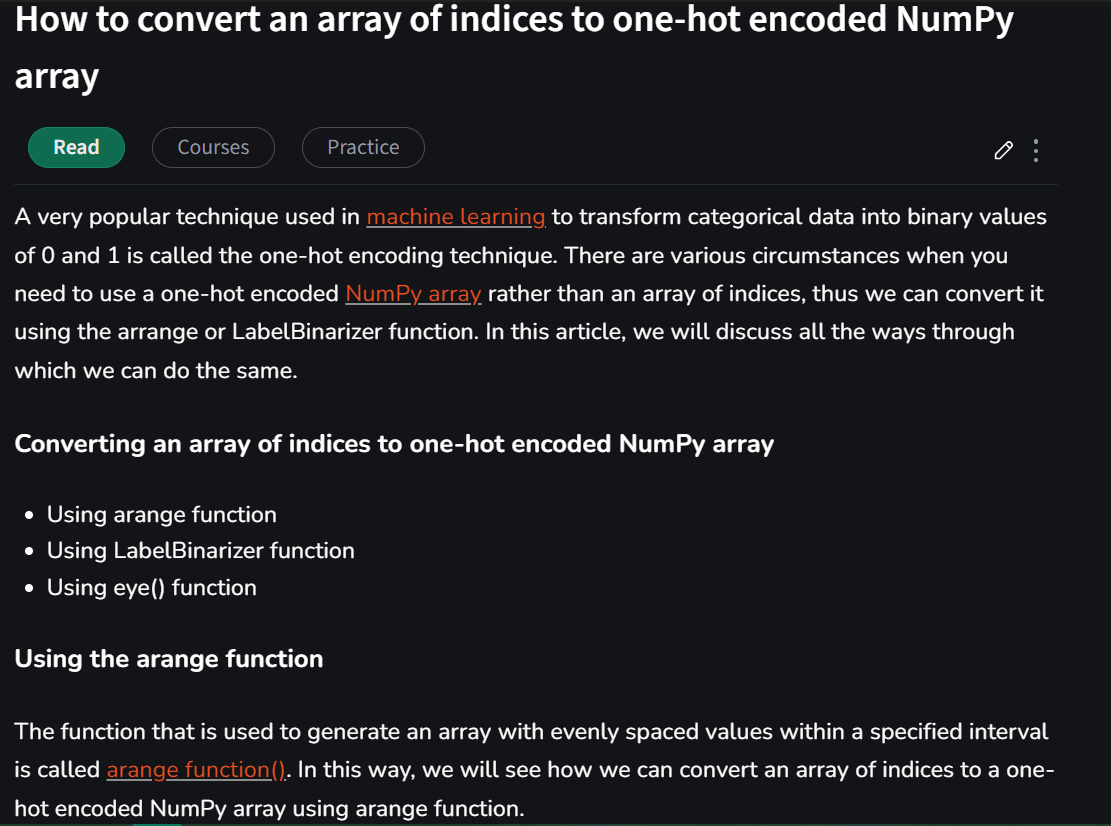 How to convert an array of indices to one-hot encoded NumPy
array
Read
Courses
Practice
A very popular technique used in machine learning to transform categorical data into binary values
of 0 and 1 is called the one-hot encoding technique. There are various circumstances when you
need to use a one-hot encoded NumPy array rather than an array of indices, thus we can convert it
using the arrange or LabelBinarizer function. In this article, we will discuss all the ways through
which we can do the same.
Converting an array of indices to one-hot encoded NumPy array
• Using arange function
• Using LabelBinarizer function
• Using eye() function
Using the arange function
The function that is used to generate an array with evenly spaced values within a specified interval
is called arange function(). In this way, we will see how we can convert an array of indices to a one-
hot encoded NumPy array using arange function.